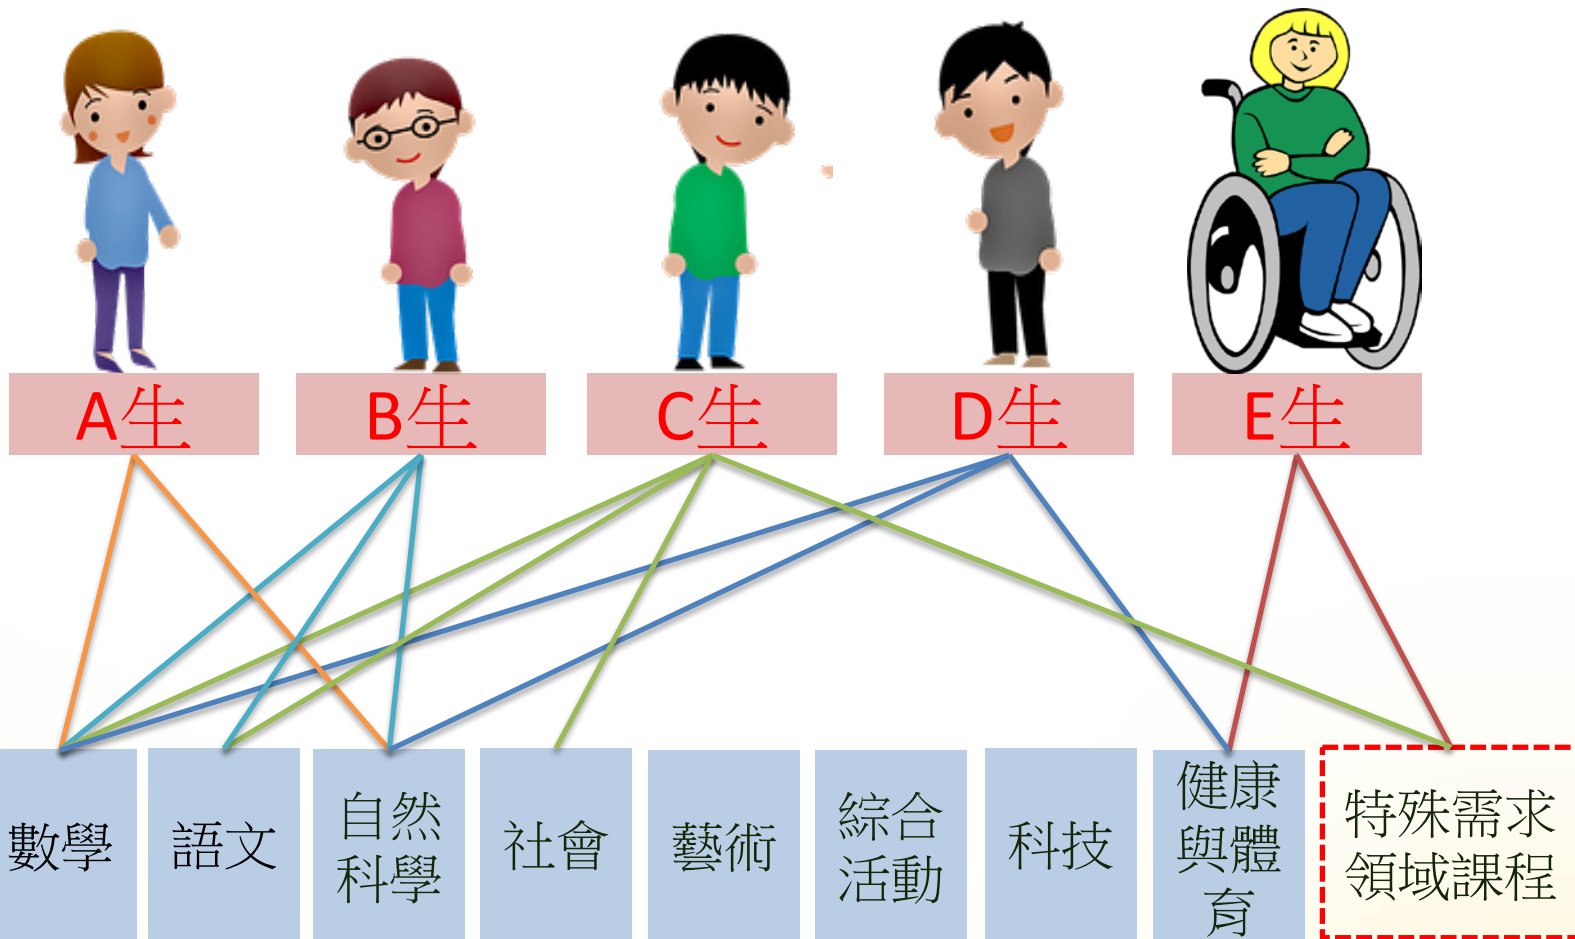 A生
B生
C生
D生
E生
數學
語文
自然
科學
社會
藝術
綜合
活動
科技
健康
與體
育
特殊需求
領域課程